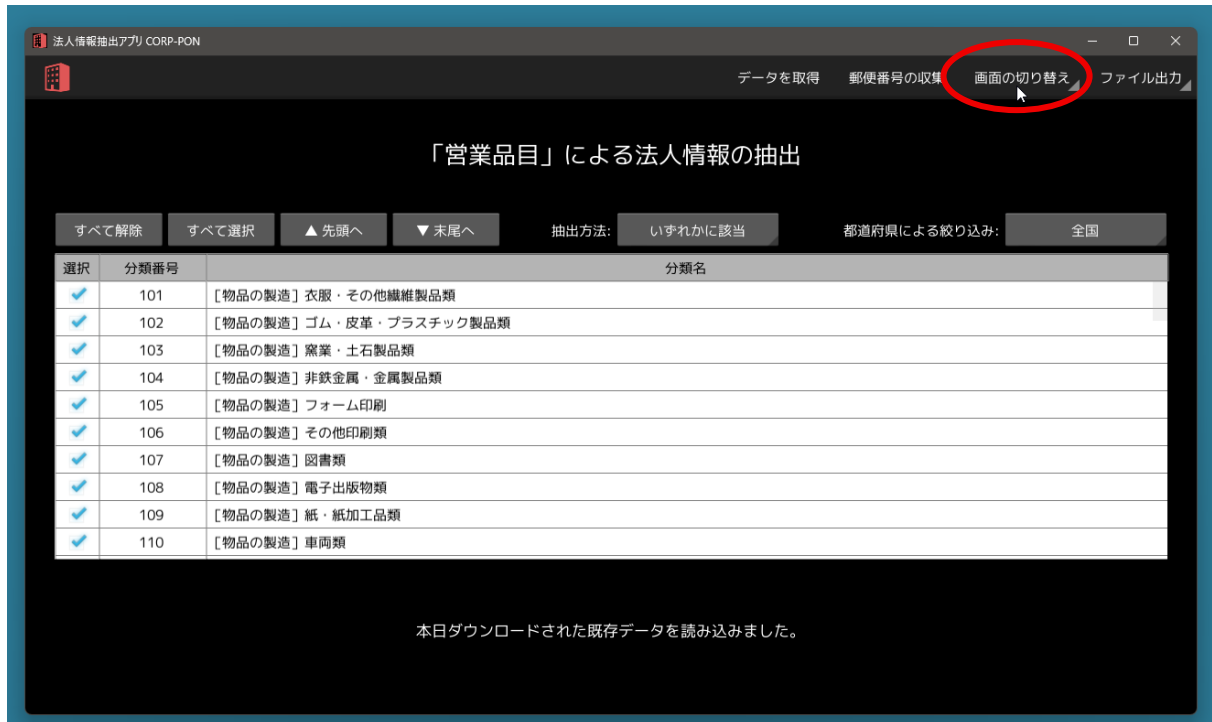 法人情報抽出アプリ CORP-PON
データを取得 郵便番号の収集 画面の切り替え ファイル出力
「営業品目」による法人情報の抽出
すべて解除 すべて選択 ▲ 先頭へ ▼ 末尾へ 抽出方法: いずれかに該当 都道府県による絞り込み: 全国
選択 分類番号 分類名
101 [物品の製造] 衣服・その他繊維製品類
102 [物品の製造] ゴム・皮革・プラスチック製品類
103 [物品の製造] 窯業・土石製品類
104 [物品の製造] 非鉄金属・金属製品類
105 [物品の製造] フォーム印刷
106 [物品の製造] その他印刷類
107 [物品の製造] 図書類
108 [物品の製造] 電子出版物類
109 [物品の製造] 紙・紙加工品類
110 [物品の製造] 車両類
本日ダウンロードされた既存データを読み込みました。